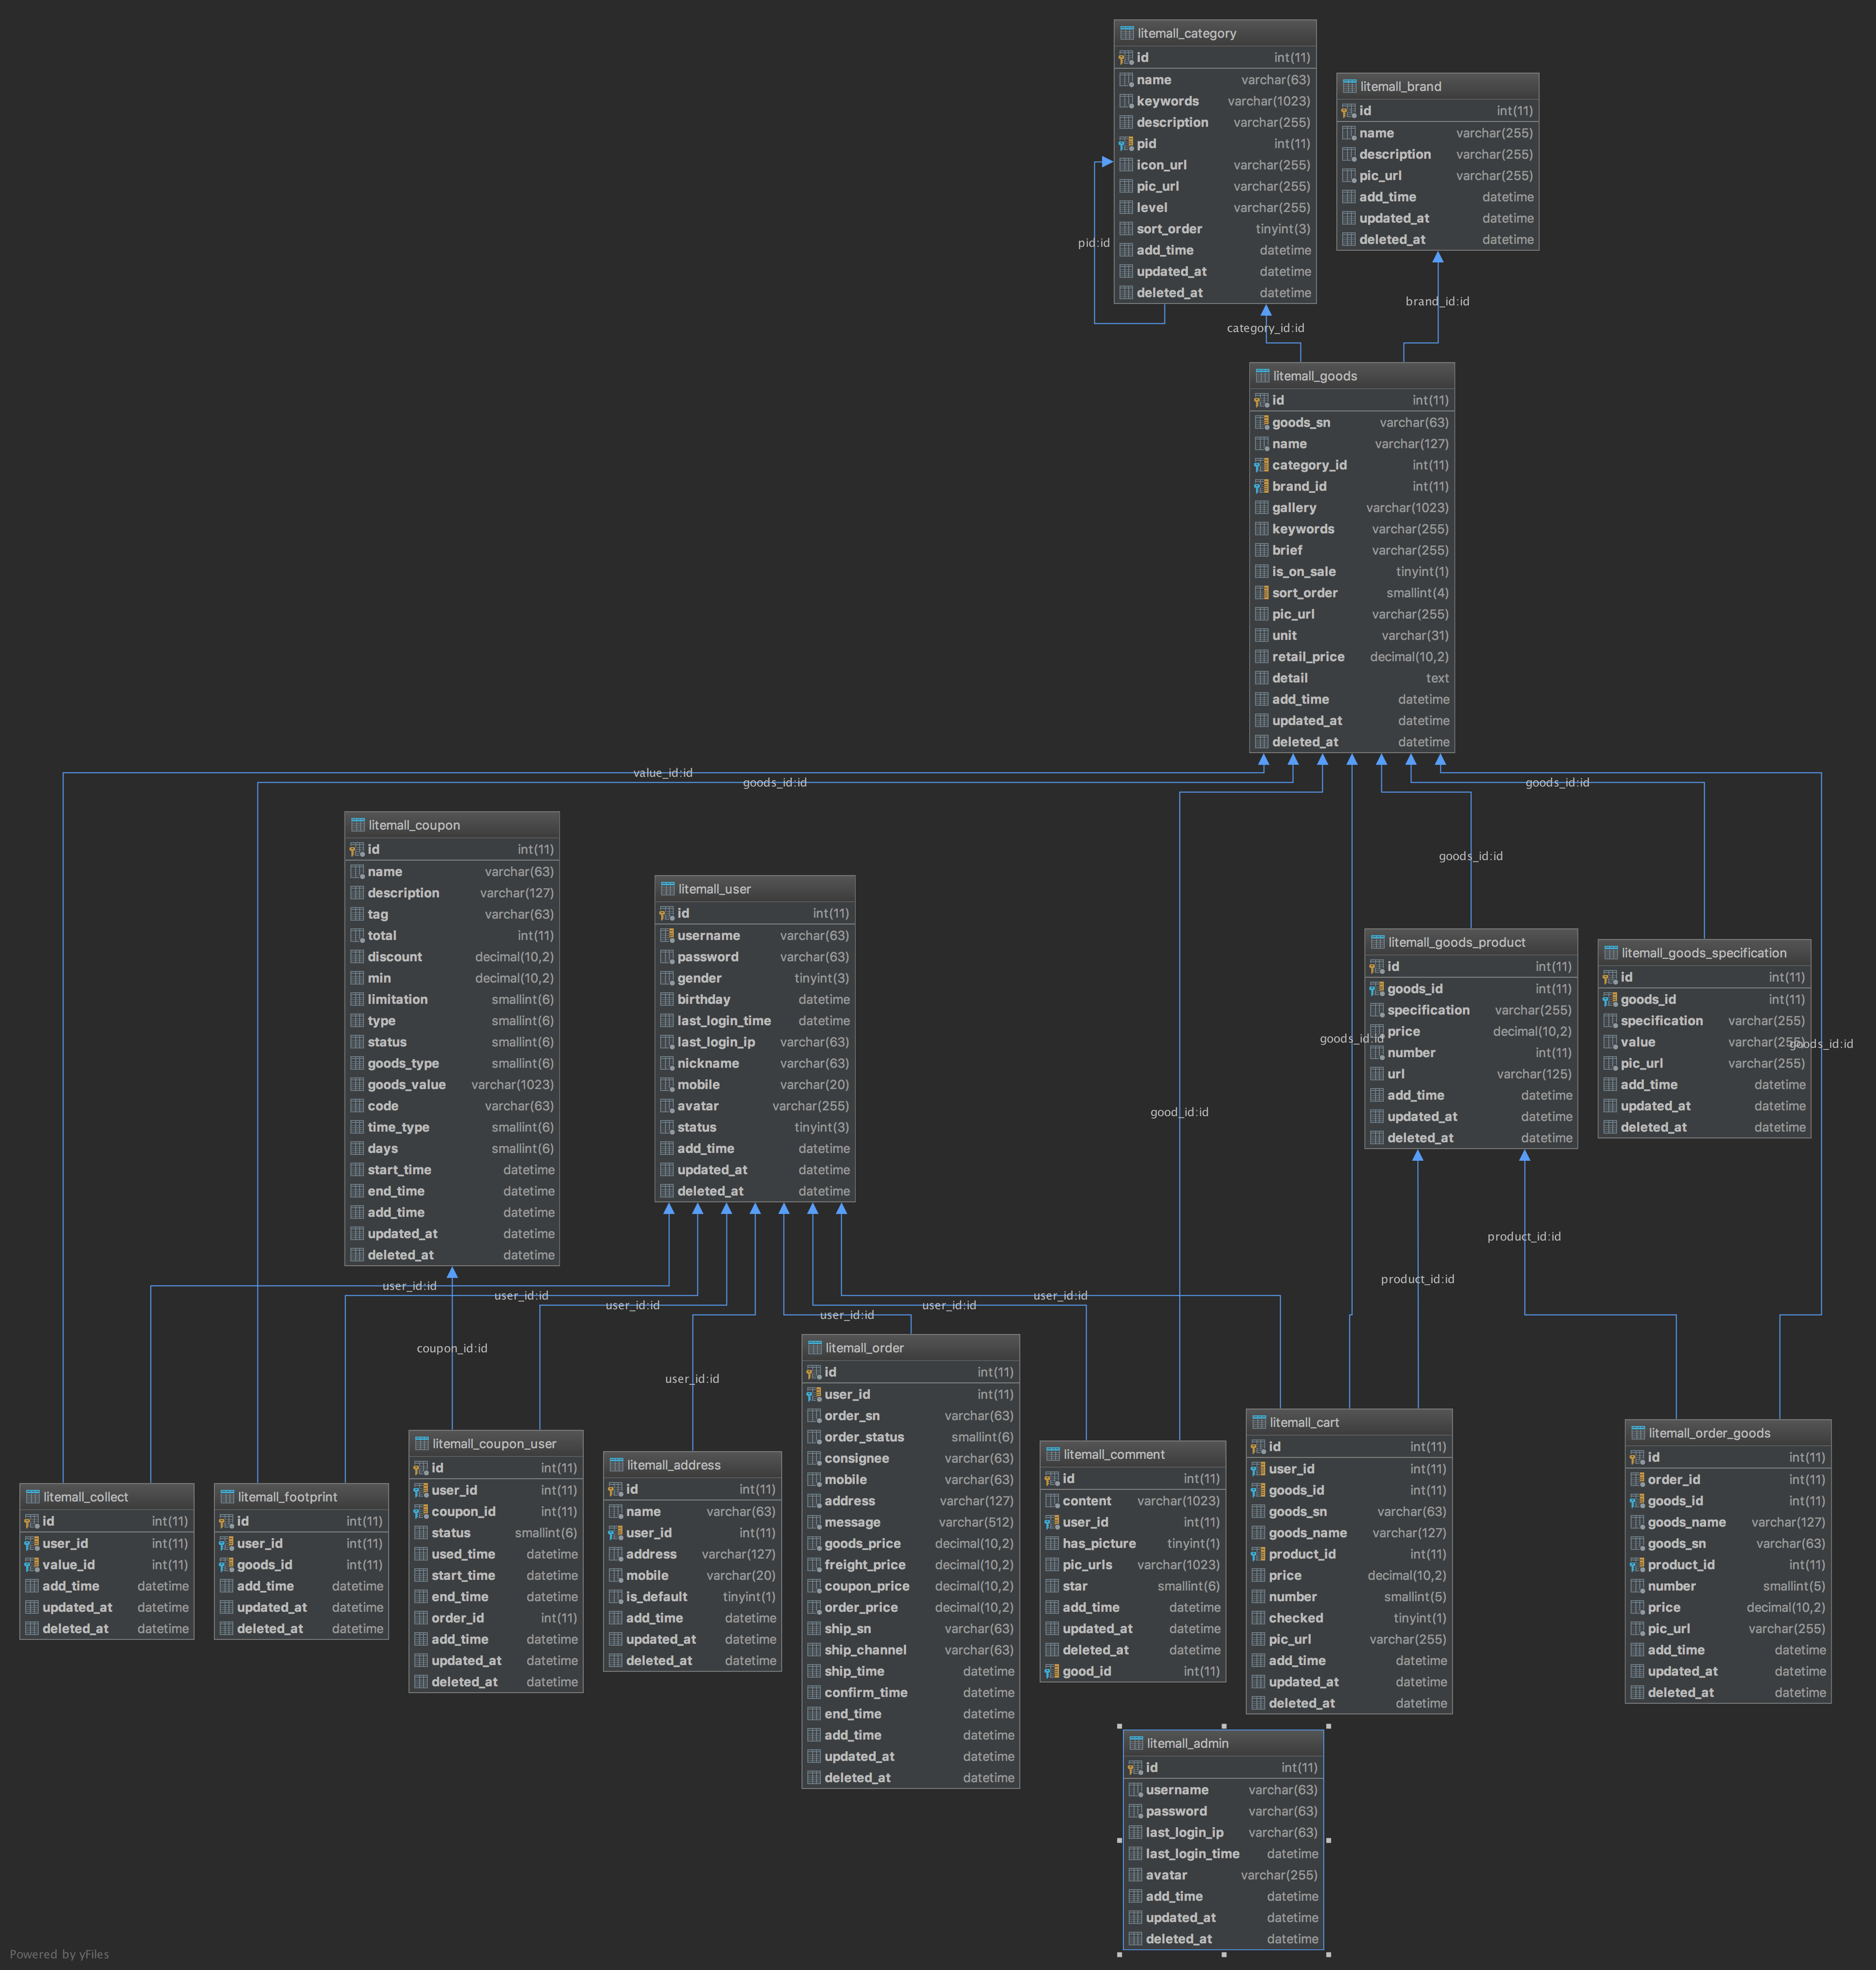 litemall_category
id int(11)
name varchar(63)
keywords varchar(1023)
description varchar(255)
pid int(11)
icon_url varchar(255)
pic_url varchar(255)
level varchar(255)
sort_order tinyint(3)
add_time datetime
updated_at datetime
deleted_at datetime
pid:id
litemall_brand
id int(11)
name varchar(255)
description varchar(255)
pic_url varchar(255)
add_time datetime
updated_at datetime
deleted_at datetime
brand_id:id
category_id:id
litemall_goods
id int(11)
goods_sn varchar(63)
name varchar(127)
category_id int(11)
brand_id int(11)
gallery varchar(1023)
keywords varchar(255)
brief varchar(255)
is_on_sale tinyint(1)
sort_order smallint(4)
pic_url varchar(255)
unit varchar(31)
retail_price decimal(10,2)
detail text
add_time datetime
updated_at datetime
deleted_at datetime
value_id:id
goods_id:id
goods_id:id
litemall_coupon
id int(11)
name varchar(63)
description varchar(127)
tag varchar(63)
total int(11)
discount decimal(10,2)
min decimal(10,2)
limitation smallint(6)
type smallint(6)
status smallint(6)
goods_type smallint(6)
goods_value varchar(1023)
code varchar(63)
time_type smallint(6)
days smallint(6)
start_time datetime
end_time datetime
add_time datetime
updated_at datetime
deleted_at datetime
litemall_user
id int(11)
username varchar(63)
password varchar(63)
gender tinyint(3)
birthday datetime
last_login_time datetime
last_login_ip varchar(63)
nickname varchar(63)
mobile varchar(20)
avatar varchar(255)
status tinyint(3)
add_time datetime
updated_at datetime
deleted_at datetime
goods_id:id
litemall_goods_product
id int(11)
goods_id int(11)
specification varchar(255)
price decimal(10,2)
number int(11)
url varchar(125)
add_time datetime
updated_at datetime
deleted_at datetime
litemall_goods_specification
id int(11)
goods_id int(11)
specification varchar(255)
value varchar(255)
pic_url varchar(255)
add_time datetime
updated_at datetime
deleted_at datetime
goods_id:id
goods_id:id
good_id:id
product_id:id
product_id:id
user_id:id
user_id:id
user_id:id
user_id:id
user_id:id
user_id:id
coupon_id:id
user_id:id
litemall_collect
id int(11)
user_id int(11)
value_id int(11)
add_time datetime
updated_at datetime
deleted_at datetime
litemall_footprint
id int(11)
user_id int(11)
goods_id int(11)
add_time datetime
updated_at datetime
deleted_at datetime
litemall_coupon_user
id int(11)
user_id int(11)
coupon_id int(11)
status smallint(6)
used_time datetime
start_time datetime
end_time datetime
order_id int(11)
add_time datetime
updated_at datetime
deleted_at datetime
litemall_address
id int(11)
name varchar(63)
user_id int(11)
address varchar(127)
mobile varchar(20)
is_default tinyint(1)
add_time datetime
updated_at datetime
deleted_at datetime
litemall_order
id int(11)
user_id int(11)
order_sn varchar(63)
order_status smallint(6)
consignee varchar(63)
mobile varchar(63)
address varchar(127)
message varchar(512)
goods_price decimal(10,2)
freight_price decimal(10,2)
coupon_price decimal(10,2)
order_price decimal(10,2)
ship_sn varchar(63)
ship_channel varchar(63)
ship_time datetime
confirm_time datetime
end_time datetime
add_time datetime
updated_at datetime
deleted_at datetime
litemall_comment
id int(11)
content varchar(1023)
user_id int(11)
has_picture tinyint(1)
pic_urls varchar(1023)
star smallint(6)
add_time datetime
updated_at datetime
deleted_at datetime
good_id int(11)
litemall_cart
id int(11)
user_id int(11)
goods_id int(11)
goods_sn varchar(63)
goods_name varchar(127)
product_id int(11)
price decimal(10,2)
number smallint(5)
checked tinyint(1)
pic_url varchar(255)
add_time datetime
updated_at datetime
deleted_at datetime
litemall_order_goods
id int(11)
order_id int(11)
goods_id int(11)
goods_name varchar(127)
goods_sn varchar(63)
product_id int(11)
number smallint(5)
price decimal(10,2)
pic_url varchar(255)
add_time datetime
updated_at datetime
deleted_at datetime
litemall_admin
id int(11)
username varchar(63)
password varchar(63)
last_login_ip varchar(63)
last_login_time datetime
avatar varchar(255)
add_time datetime
updated_at datetime
deleted_at datetime
Powered by yFiles